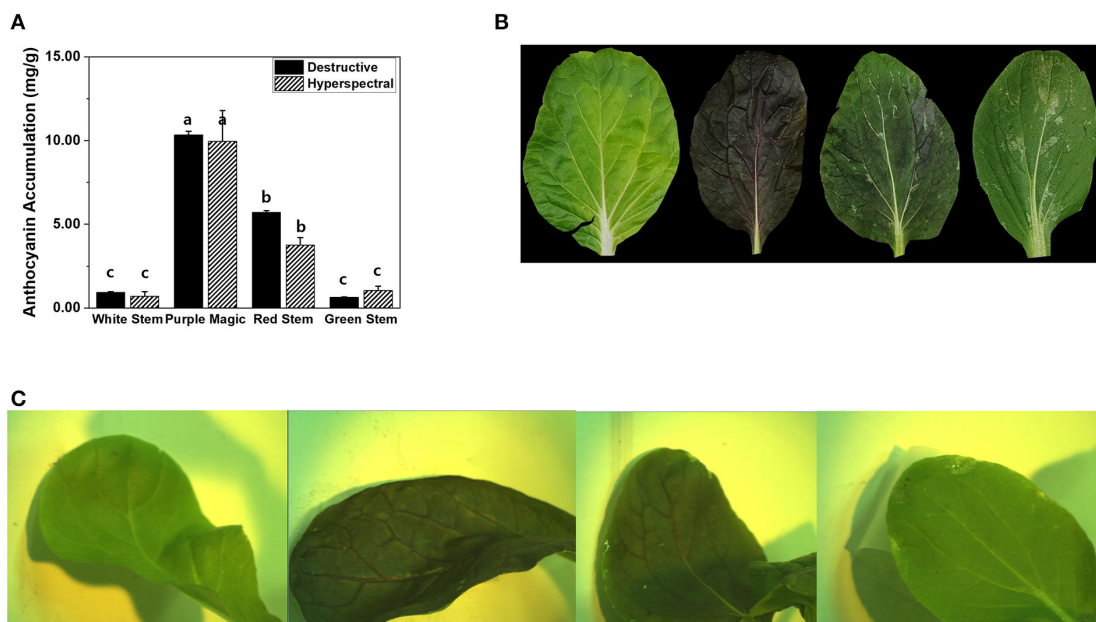 A
B
15.00
10.00
5.00
0.00
Anthocyanin Accumulation (mg/g)
Destructive
Hyperspectral
a a
b
b
c c
c c
White Stem Purple Magic Red Stem Green Stem
C